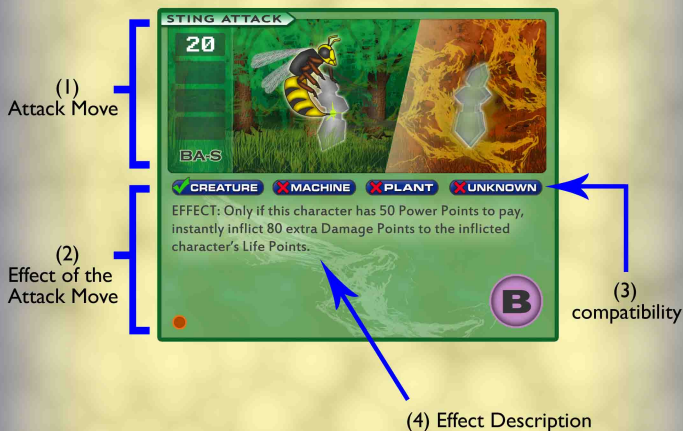 STING ATTACK
20
BA-S
(1)
Attack Move
CREATURE MACHINE PLANT UNKNOWN
EFFECT: Only if this character has 50 Power Points to pay,
instantly inflict 80 extra Damage Points to the inflicted
character's Life Points.
(2)
Effect of the
Attack Move
(3)
compatibility
B
(4) Effect Description